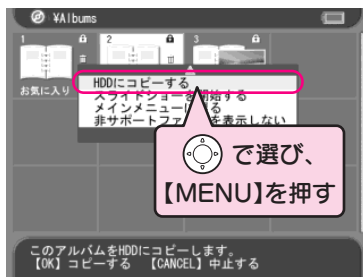 ¥Albums
1 2 3
お気に入り
HDDにコピーする
スライドショーを開始する
メインメニューに
る
非サポートファ
を表示しない
で選び、
【MENU】を押す
このアルバムをHDDにコピーします。
【OK】コピーする 【CANCEL】中止する